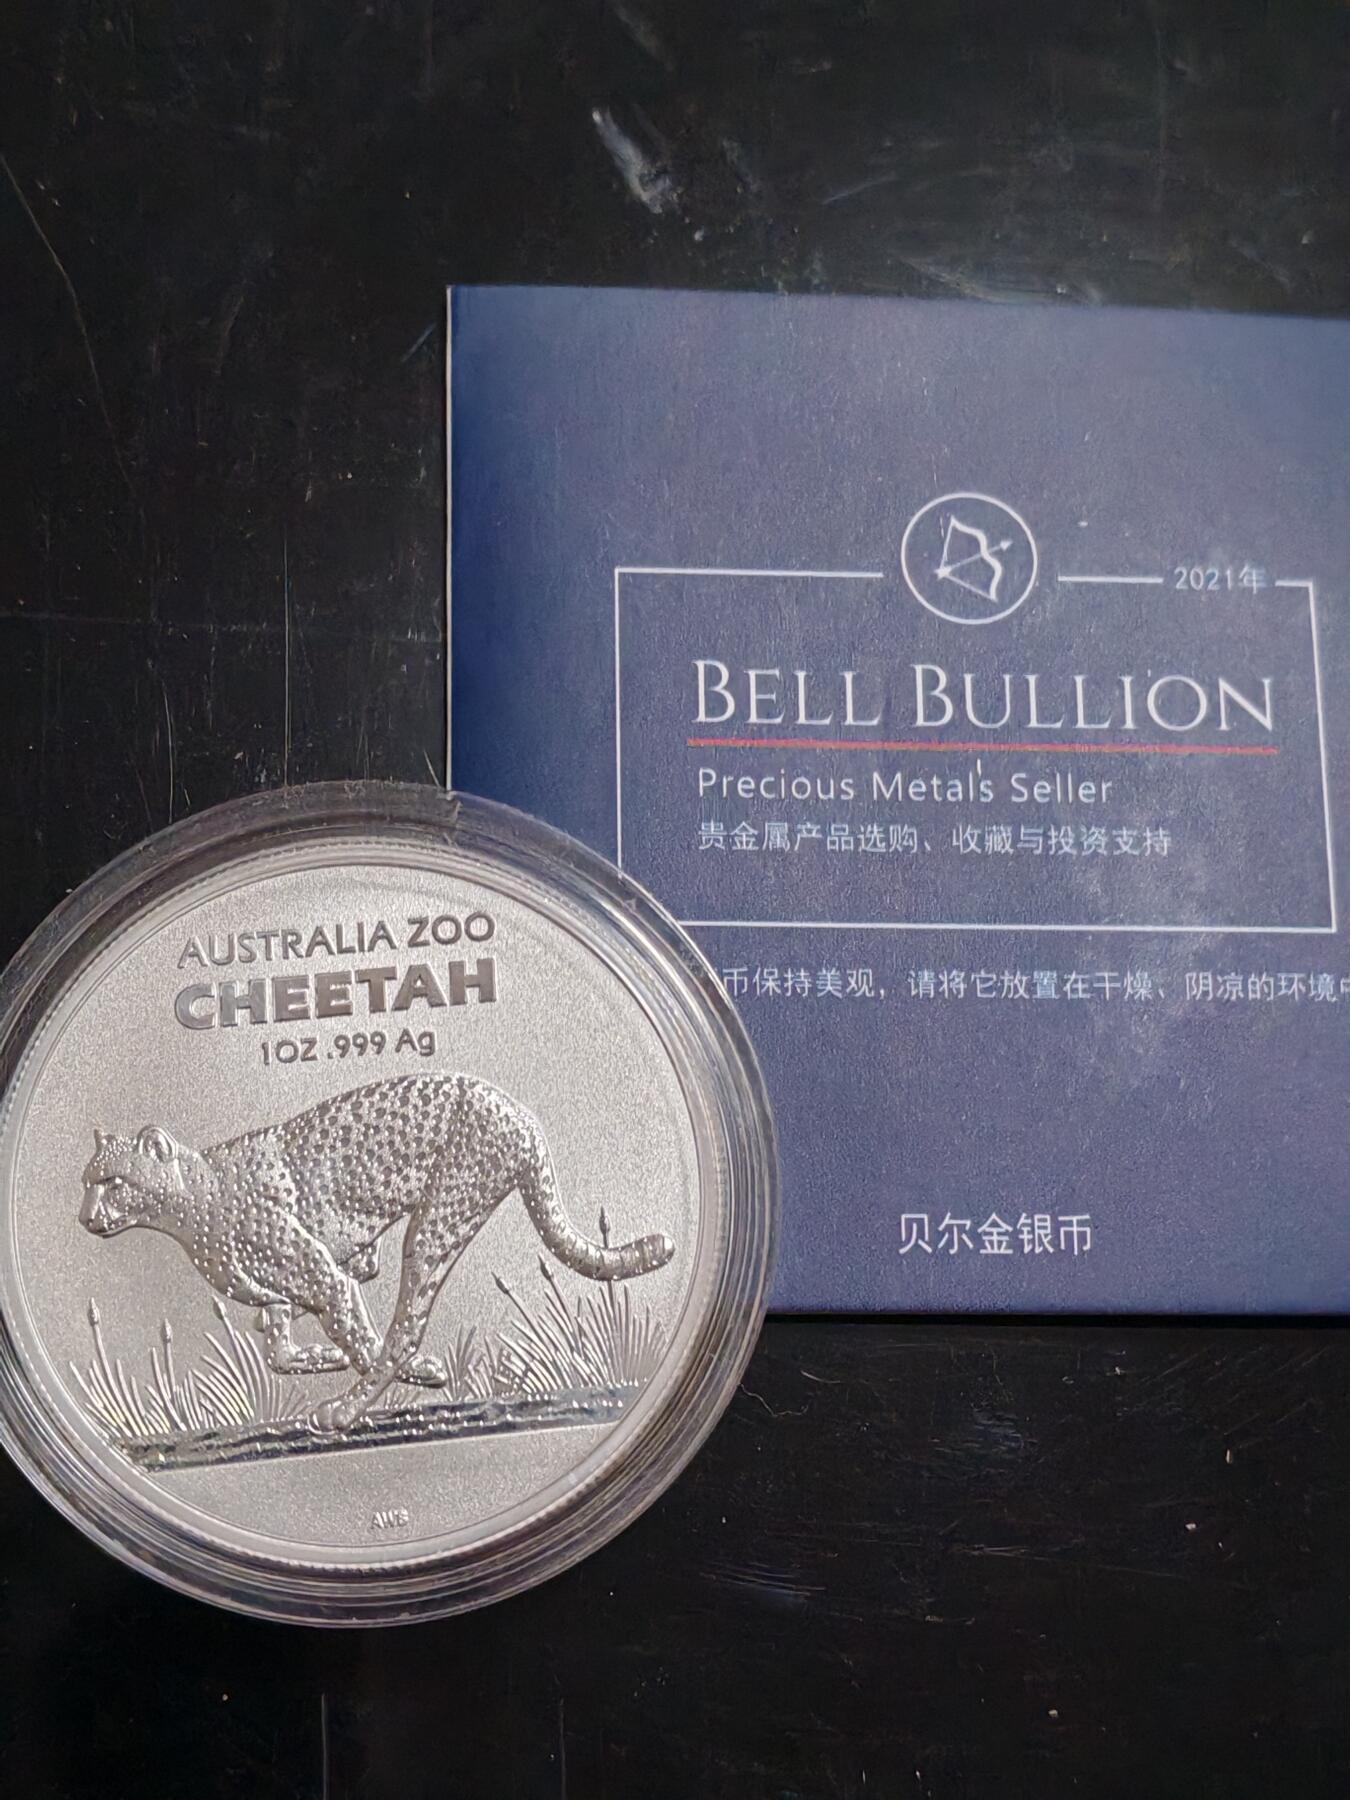 2021年
BELL BULLION
Precious Metals Seller
贵金属产品选购、收藏与投资支持
币保持美观，请将它放置在干燥、阴凉的环境中
贝尔金银币
AUSTRALIA ZOO
CHEETAH
1OZ .999 Ag
AWB